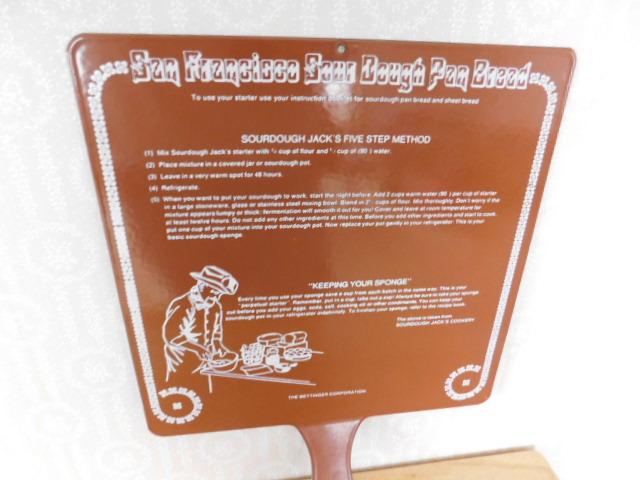 San Francisco Sour Dough Pan Bread
To use your starter use your instruction booklet for sourdough pan bread and sheet bread
SOURDOUGH JACK'S FIVE STEP METHOD
(1) Mix Sourdough Jack's starter with cup of flour and cup of (80 ) water.
(2) Place mixture in a covered jar or sourdough pot.
(3) Leave in a very warm spot for 48 hours.
(4) Refrigerate.
(5) When you want to put your sourdough to work, start the night before. Add 2 cups warm water (80 ) per cup of starter
in a large stoneware, glass or stainless steel mixing bowl. Blend in 2 cups of flour. Mix thoroughly. Don't worry if the
mixture appears lumpy or thick: fermentation will smooth it out for you! Cover and leave at room temperature for
at least twelve hours. Do not add any other ingredients at this time. Before you add other ingredients and start to cook,
put one cup of your mixture into your sourdough pot. Now replace your pot gently in your refrigerator. This is your
basic sourdough sponge.
"KEEPING YOUR SPONGE"
Every time you use your sponge save a cup from each batch in the same way. This is your
"perpetual starter". Remember, put in a cup, take out a cup! Always be sure to take your sponge
out before you add your eggs, soda, salt, cooking oil or other condiments. You can keep your
sourdough pot in your refrigerator indefinitely. To freshen your sponge, refer to the recipe book.
The above is taken from
SOURDOUGH JACK'S COOKERY
THE BETTINGER CORPORATION